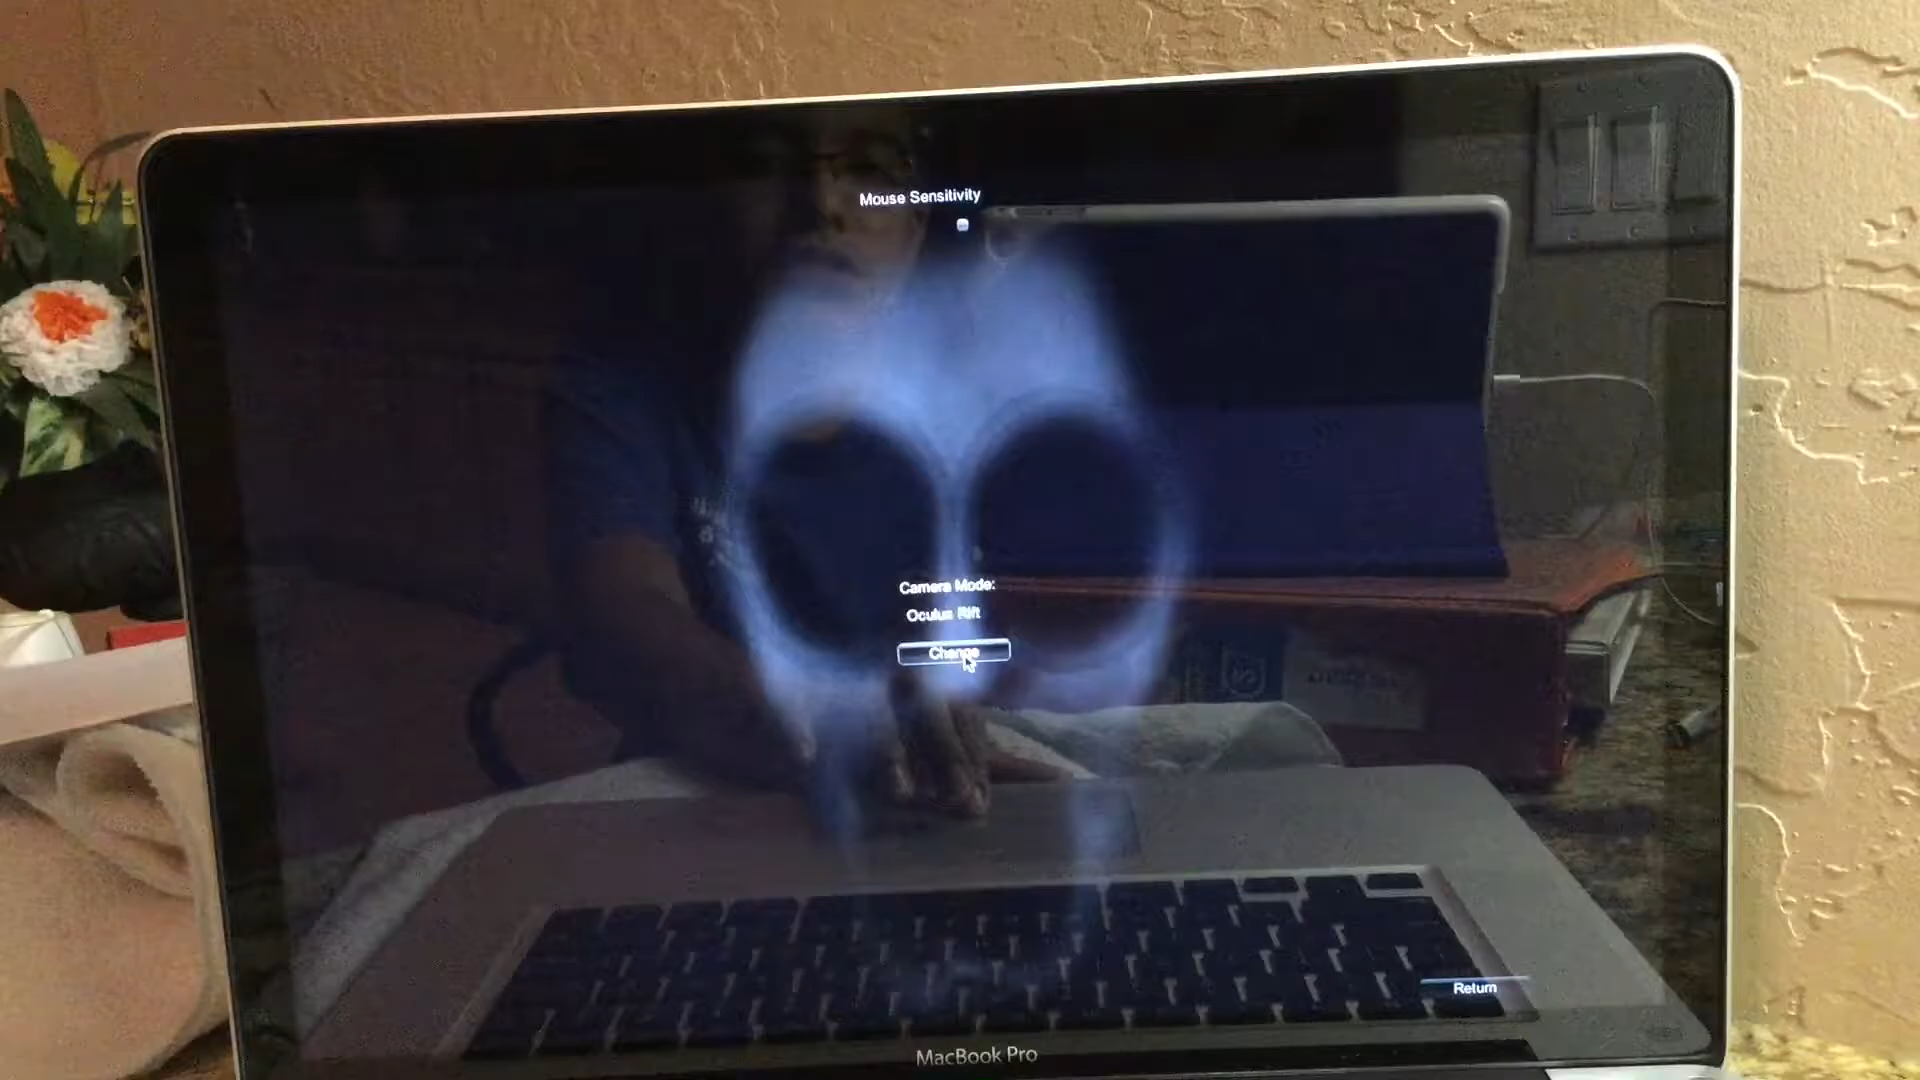 Mouse Sensitivity
Camera Mode:
Oculus Rift
Change
Return
MacBook Pro